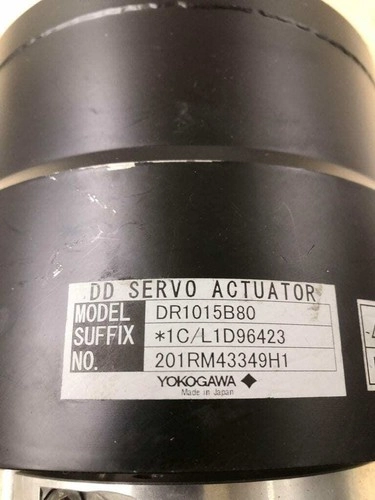 DD SERVO ACTUATOR
MODEL DR1015B80
SUFFIX *1C/L1D96423
NO. 201RM43349H1
YOKOGAWA
Made in Japan